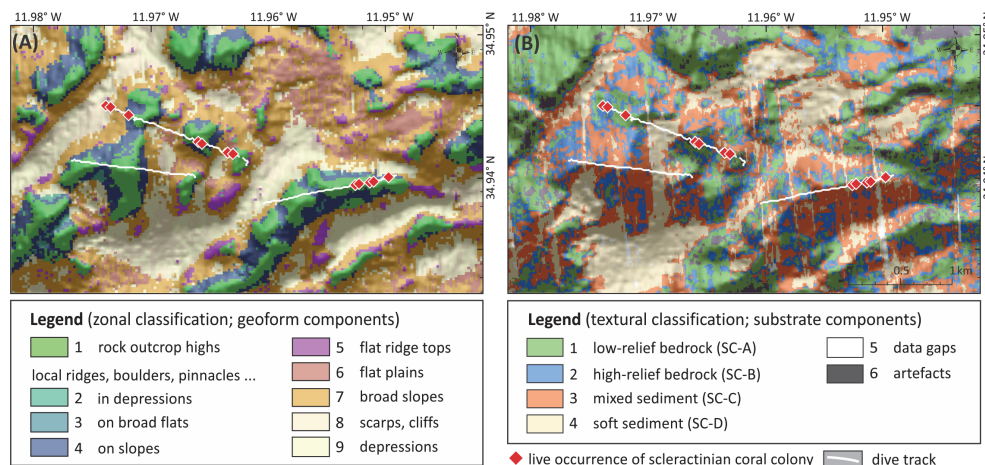 11.98° W 11.97° W 11.96° W 11.95° W 11.98° W 11.97° W 11.96° W 11.95° W
(A) (B)
34.95° N
34.94° N
0.5 1km
Legend (zonal classification; geoform components)
1 rock outcrop highs
local ridges, boulders, pinnacles ...
2 in depressions
3 on broad flats
4 on slopes
5 flat ridge tops
6 flat plains
7 broad slopes
8 scarps, cliffs
9 depressions
Legend (textural classification; substrate components)
1 low-relief bedrock (SC-A)
2 high-relief bedrock (SC-B)
3 mixed sediment (SC-C)
4 soft sediment (SC-D)
5 data gaps
6 artefacts
live occurrence of scleractinian coral colony dive track